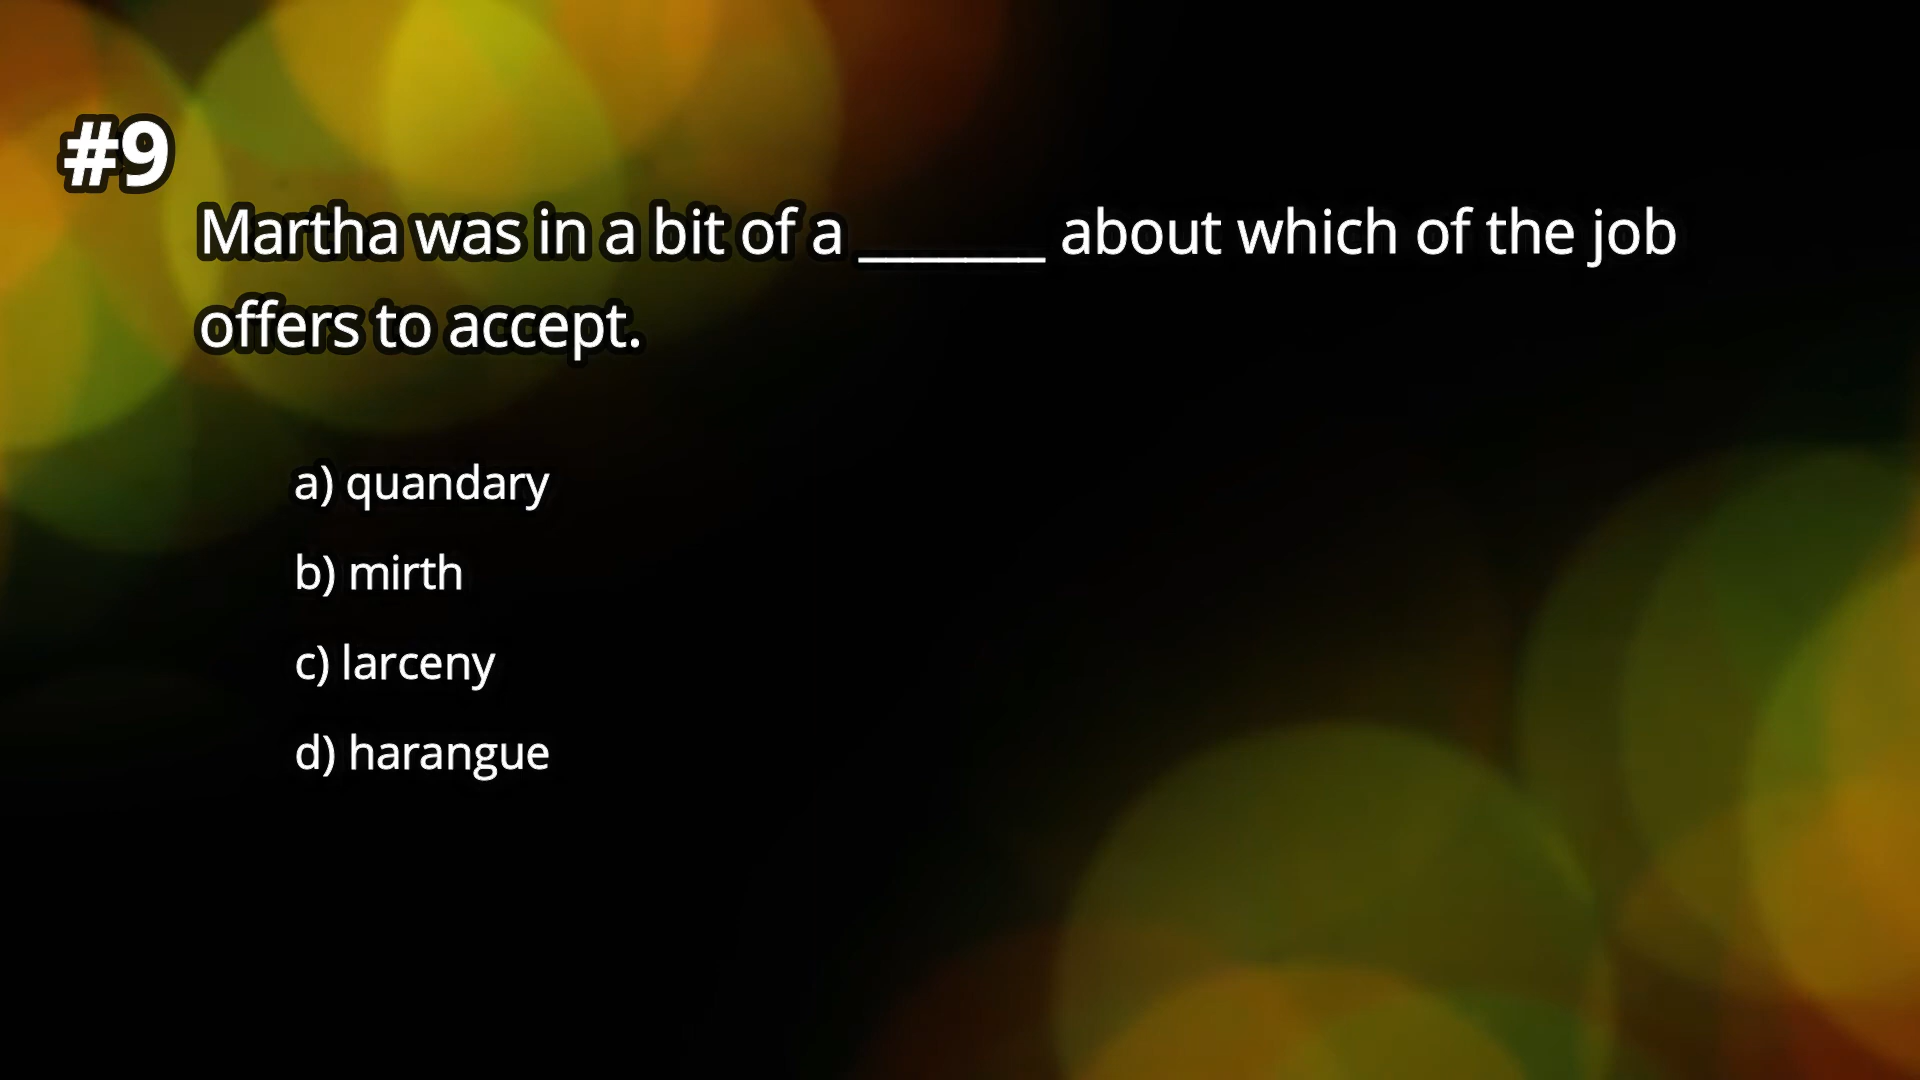 #9
Martha was in a bit of a _______ about which of the job
offers to accept.
a) quandary
b) mirth
c) larceny
d) harangue